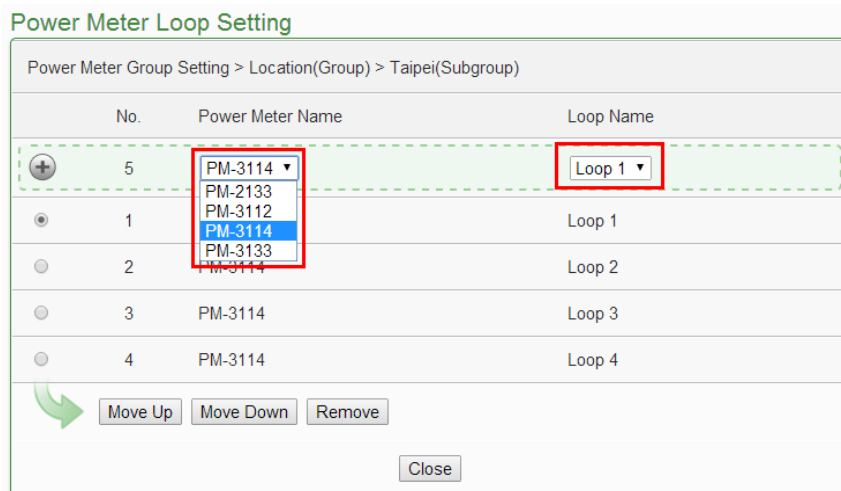 Power Meter Loop Setting
Power Meter Group Setting > Location(Group) > Taipei(Subgroup)
No. Power Meter Name Loop Name
5 PM-3114 Loop 1
PM-2133
PM-3112
PM-3114
PM-3133
1 Loop 1
2 PM-3114 Loop 2
3 PM-3114 Loop 3
4 PM-3114 Loop 4
Move Up Move Down Remove
Close